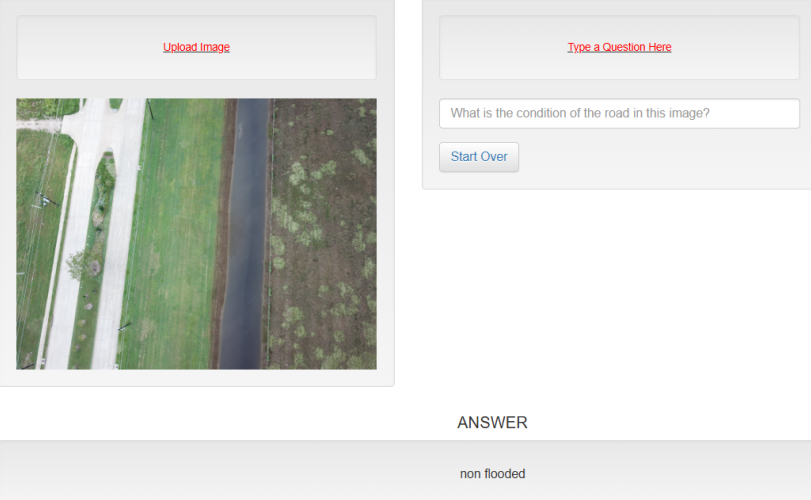 Upload Image
Type a Question Here
What is the condition of the road in this image?
Start Over
ANSWER
non flooded